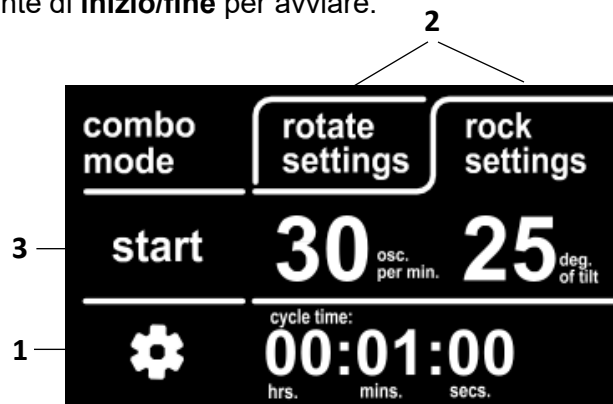 nte di inizio/fine per avviare.
2
combo mode
rotate settings
rock settings
3
start
30 osc. per min.
25 deg. of tilt
1
cycle time:
00:01:00
hrs. mins. secs.